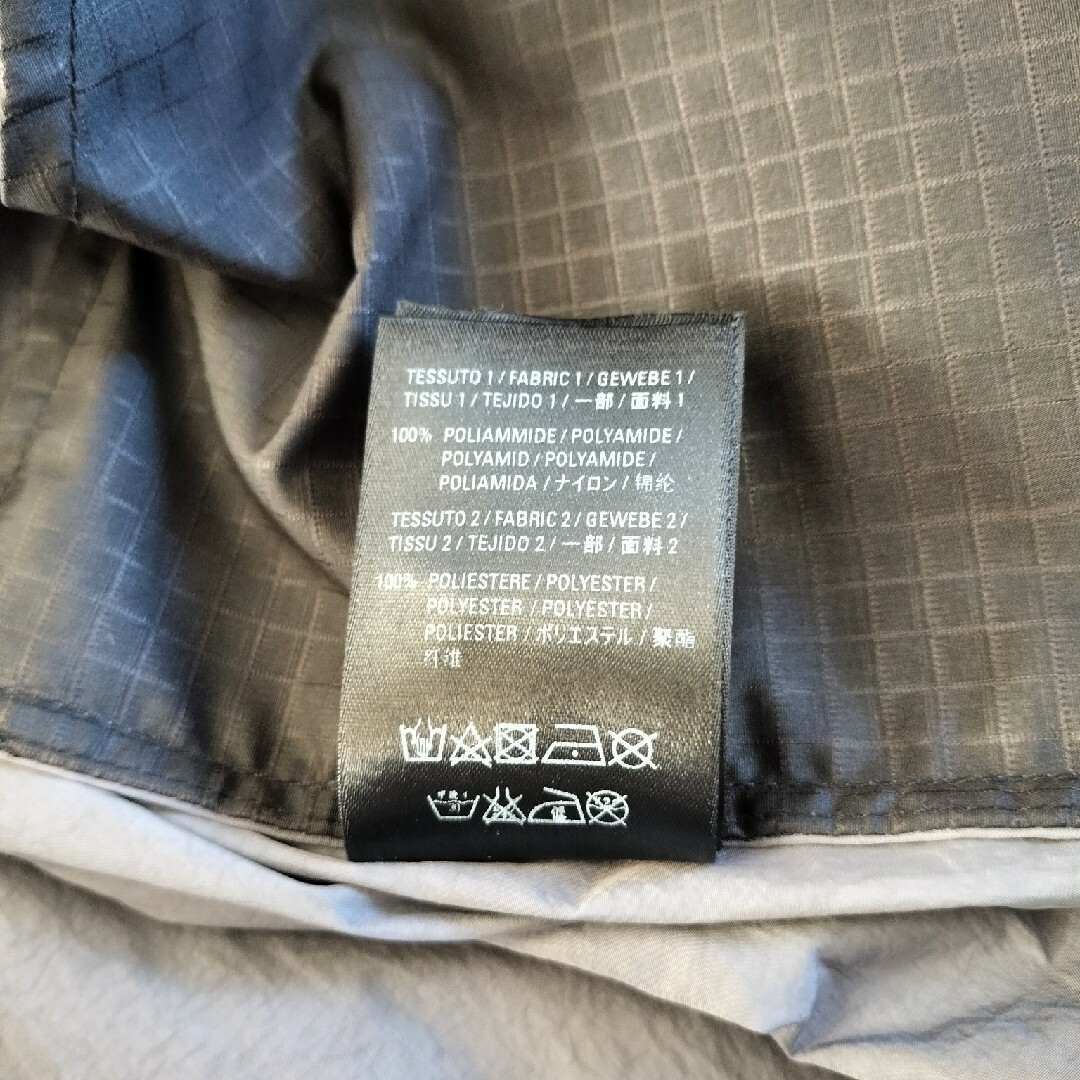 TESSUTO 1 / FABRIC 1 / GEWEBE 1 /
TISSU 1 / TEJIDO 1 / 一部 / 面料 1
100% POLIAMMIDE / POLYAMIDE /
POLYAMID / POLYAMIDE /
POLIAMIDA / ナイロン / 锦纶
TESSUTO 2 / FABRIC 2 / GEWEBE 2 /
TISSU 2 / TEJIDO 2 / 一部 / 面料 2
100% POLIESTERE / POLYESTER /
POLYESTER / POLYESTER /
POLIESTER / ポリエステル / 聚酯
纤维
低